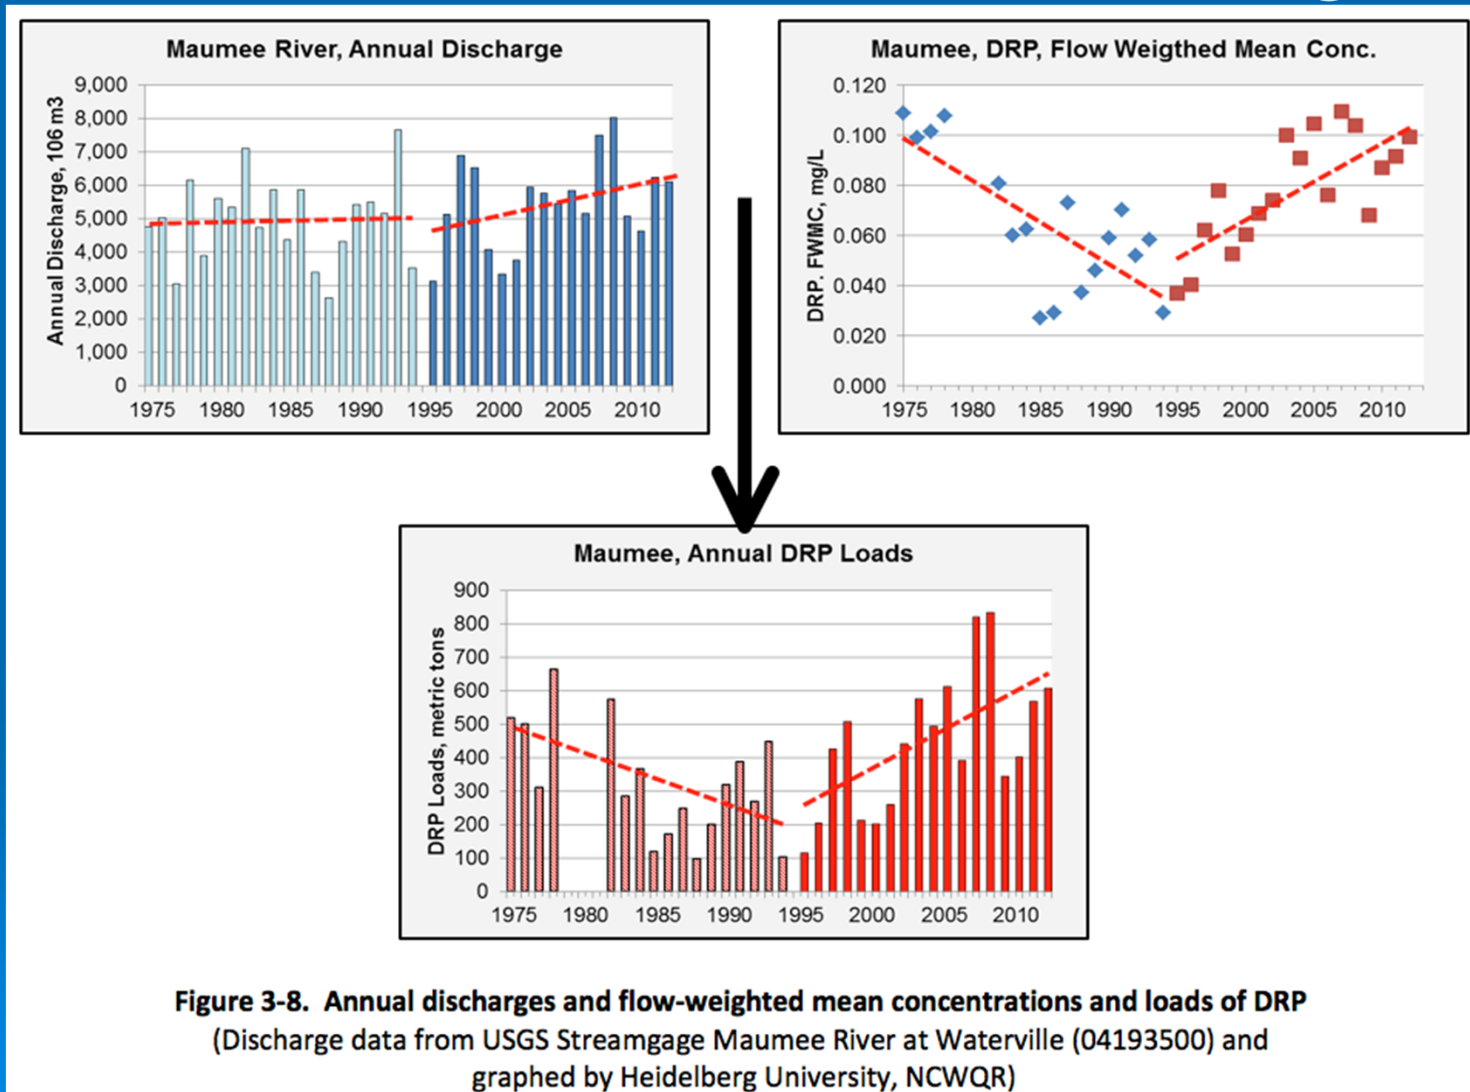 Maumee River, Annual Discharge
Annual Discharge, 106 m3
9,000
8,000
7,000
6,000
5,000
4,000
3,000
2,000
1,000
0
1975 1980 1985 1990 1995 2000 2005 2010
Maumee, DRP, Flow Weigthed Mean Conc.
DRP. FWMC, mg/L
0.120
0.100
0.080
0.060
0.040
0.020
0.000
1975 1980 1985 1990 1995 2000 2005 2010
Maumee, Annual DRP Loads
DRP Loads, metric tons
900
800
700
600
500
400
300
200
100
0
1975 1980 1985 1990 1995 2000 2005 2010
Figure 3-8. Annual discharges and flow-weighted mean concentrations and loads of DRP
(Discharge data from USGS Streamgage Maumee River at Waterville (04193500) and
graphed by Heidelberg University, NCWQR)